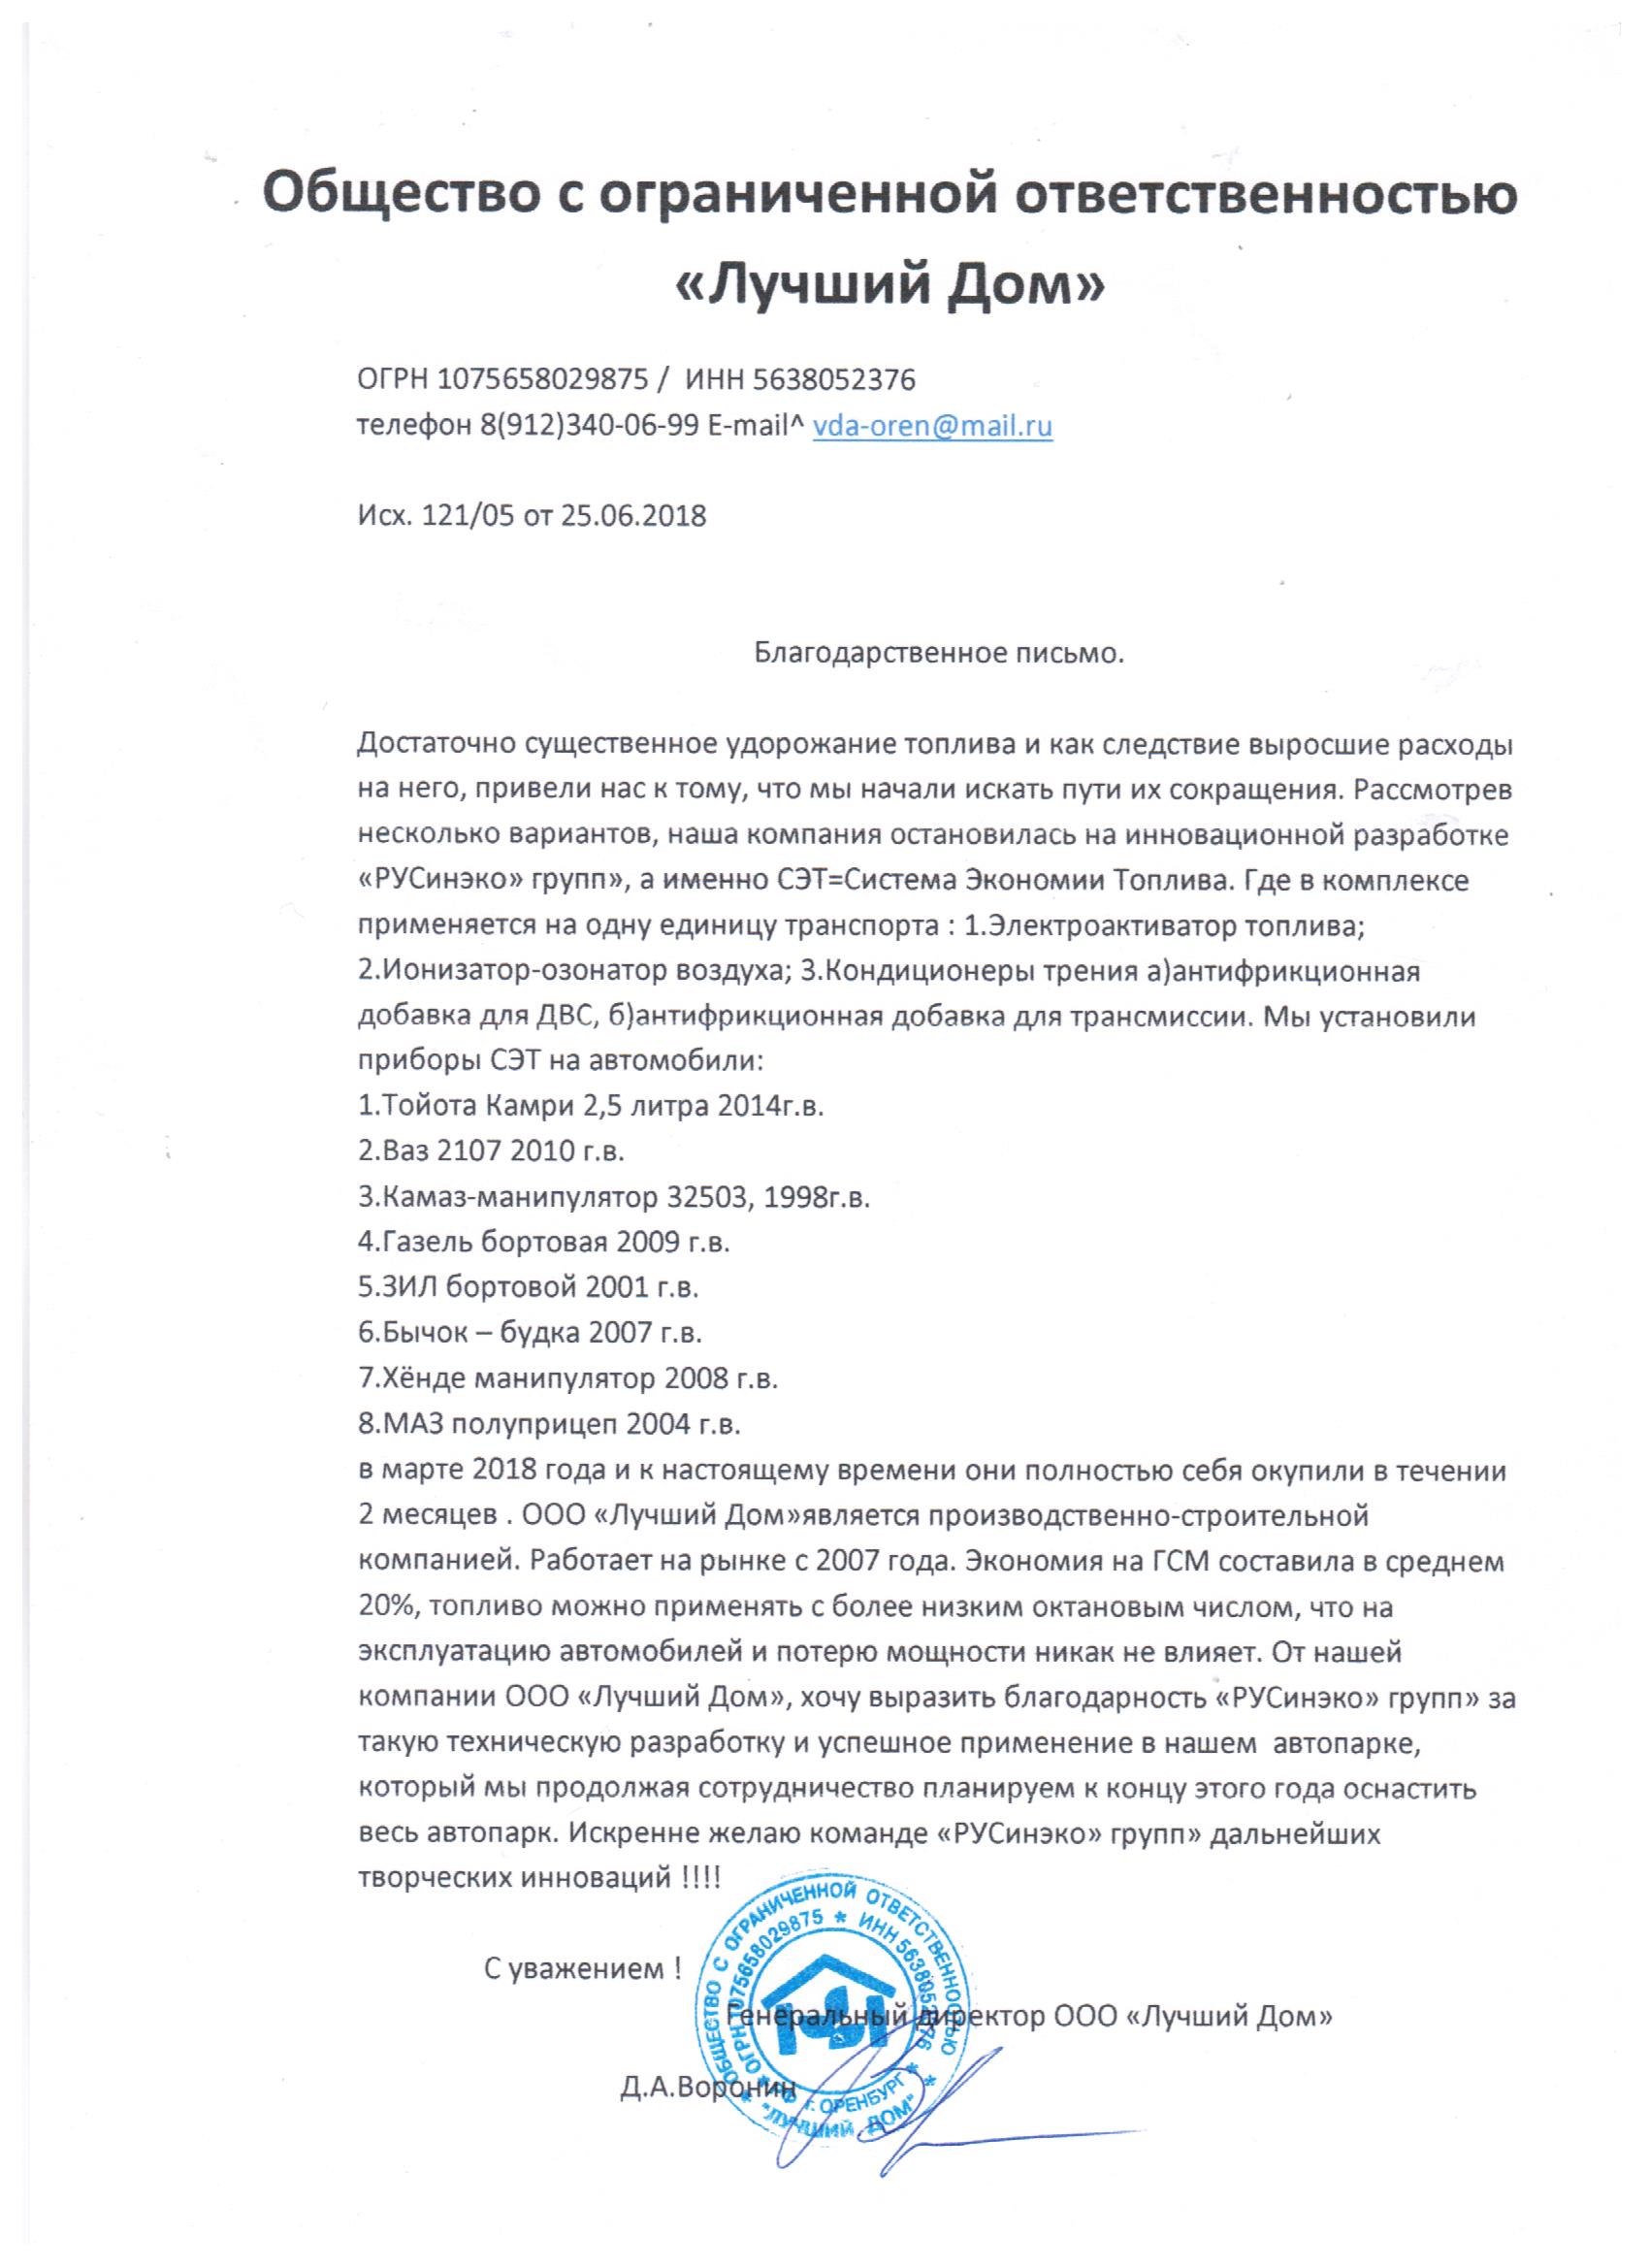 Общество с ограниченной ответственностью
«Лучший Дом»
ОГРН 1075658029875 / ИНН 5638052376
телефон 8(912)340-06-99 E-mail^ vda-oren@mail.ru
Исх. 121/05 от 25.06.2018
Благодарственное письмо.
Достаточно существенное удорожание топлива и как следствие выросшие расходы
на него, привели нас к тому, что мы начали искать пути их сокращения. Рассмотрев
несколько вариантов, наша компания остановилась на инновационной разработке
«РУСинэко» групп», а именно СЭТ=Система Экономии Топлива. Где в комплексе
применяется на одну единицу транспорта : 1.Электроактиватор топлива;
2.Ионизатор-озонатор воздуха; 3.Кондиционеры трения а)антифрикционная
добавка для ДВС, б)антифрикционная добавка для трансмиссии. Мы установили
приборы СЭТ на автомобили:
1.Тойота Камри 2,5 литра 2014г.в.
2.Ваз 2107 2010 г.в.
3.Камаз-манипулятор 32503, 1998г.в.
4.Газель бортовая 2009 г.в.
5.ЗИЛ бортовой 2001 г.в.
6.Бычок – будка 2007 г.в.
7.Хёнде манипулятор 2008 г.в.
8.МАЗ полуприцеп 2004 г.в.
в марте 2018 года и к настоящему времени они полностью себя окупили в течении
2 месяцев . ООО «Лучший Дом»является производственно-строительной
компанией. Работает на рынке с 2007 года. Экономия на ГСМ составила в среднем
20%, топливо можно применять с более низким октановым числом, что на
эксплуатацию автомобилей и потерю мощности никак не влияет. От нашей
компании ООО «Лучший Дом», хочу выразить благодарность «РУСинэко» групп» за
такую техническую разработку и успешное применение в нашем автопарке,
который мы продолжая сотрудничество планируем к концу этого года оснастить
весь автопарк. Искренне желаю команде «РУСинэко» групп» дальнейших
творческих инноваций !!!!
С уважением !
Генеральный директор ООО «Лучший Дом»
Д.А.Воронин
ОБЩЕСТВО С ОГРАНИЧЕННОЙ ОТВЕТСТВЕННОСТЬЮ
* "ЛУЧШИЙ ДОМ" *
ОГРН 1075658029875 * ИНН 5638052376
* РФ г. ОРЕНБУРГ *